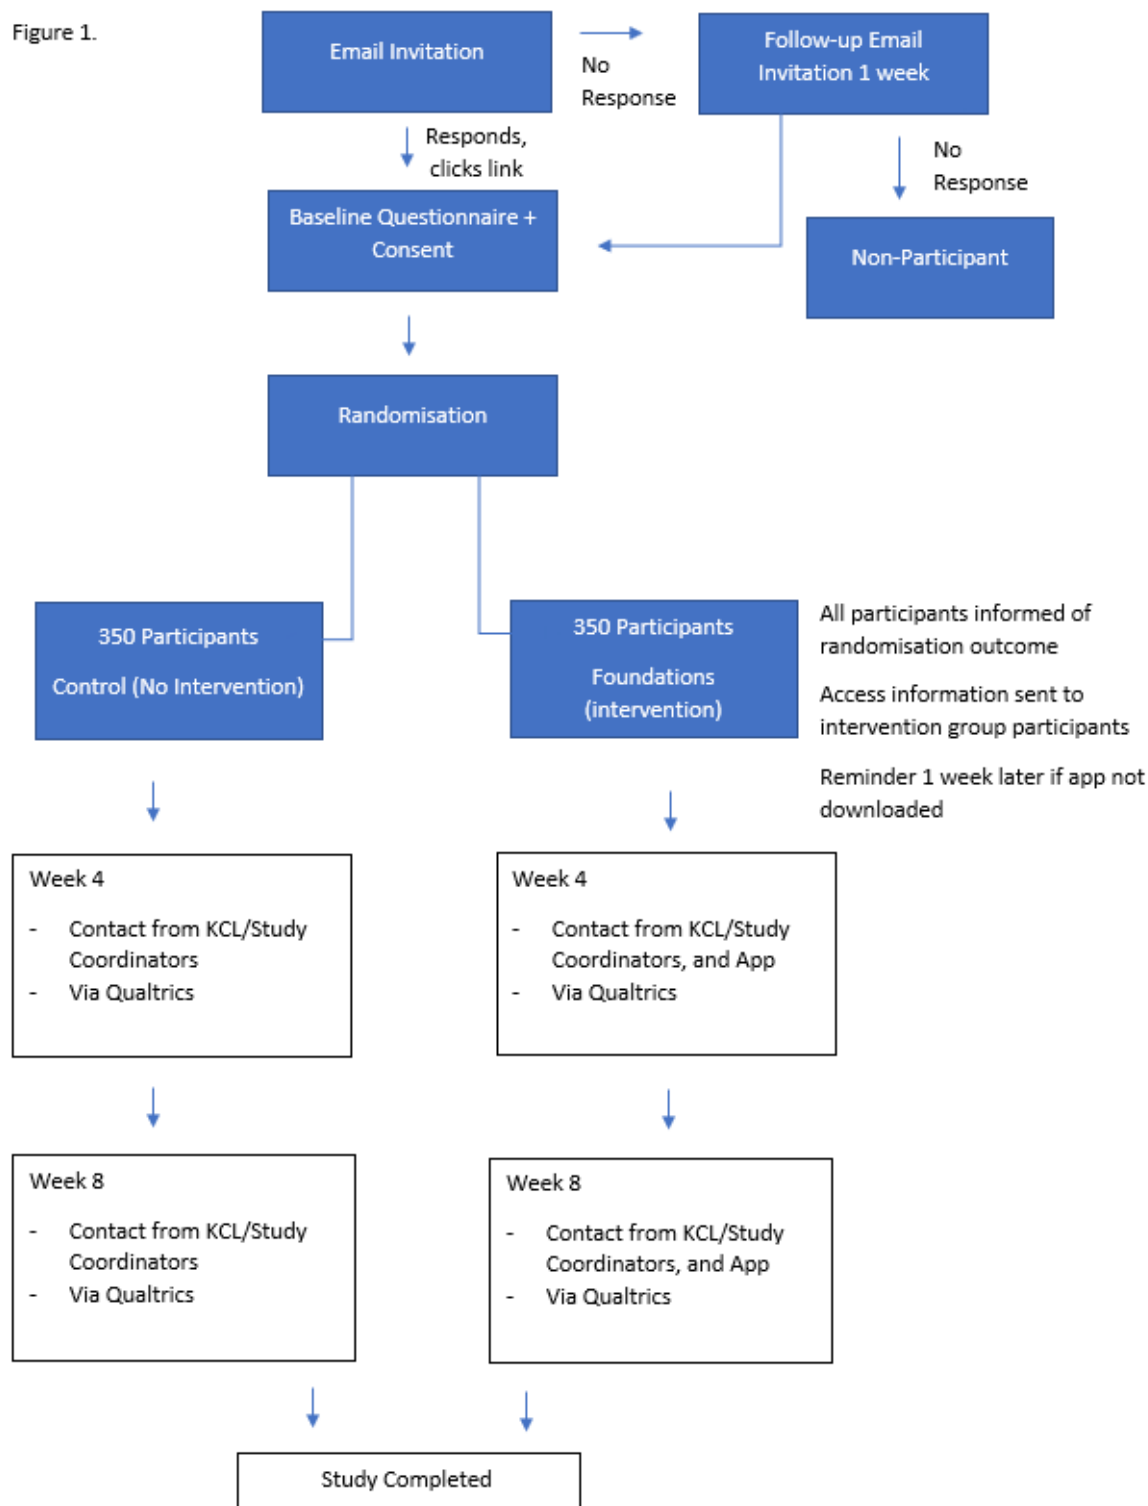 Figure 1.
Email Invitation
No
Response
Follow-up Email
Invitation 1 week
Responds,
clicks link
No
Response
Baseline Questionnaire +
Consent
Non-Participant
Randomisation
350 Participants
Control (No Intervention)
350 Participants
Foundations
(intervention)
All participants informed of
randomisation outcome
Access information sent to
intervention group participants
Reminder 1 week later if app not
downloaded
Week 4
- Contact from KCL/Study
Coordinators
- Via Qualtrics
Week 4
- Contact from KCL/Study
Coordinators, and App
- Via Qualtrics
Week 8
- Contact from KCL/Study
Coordinators
- Via Qualtrics
Week 8
- Contact from KCL/Study
Coordinators, and App
- Via Qualtrics
Study Completed